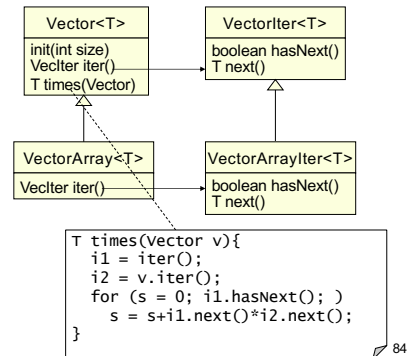 Vector<T>
init(int size)
VecIter iter()
T times(Vector)
VectorIter<T>
boolean hasNext()
T next()
VectorArray<T>
VecIter iter()
VectorArrayIter<T>
boolean hasNext()
T next()
T times(Vector v){
i1 = iter();
i2 = v.iter();
for (s = 0; i1.hasNext(); )
s = s+i1.next()*i2.next();
}
84